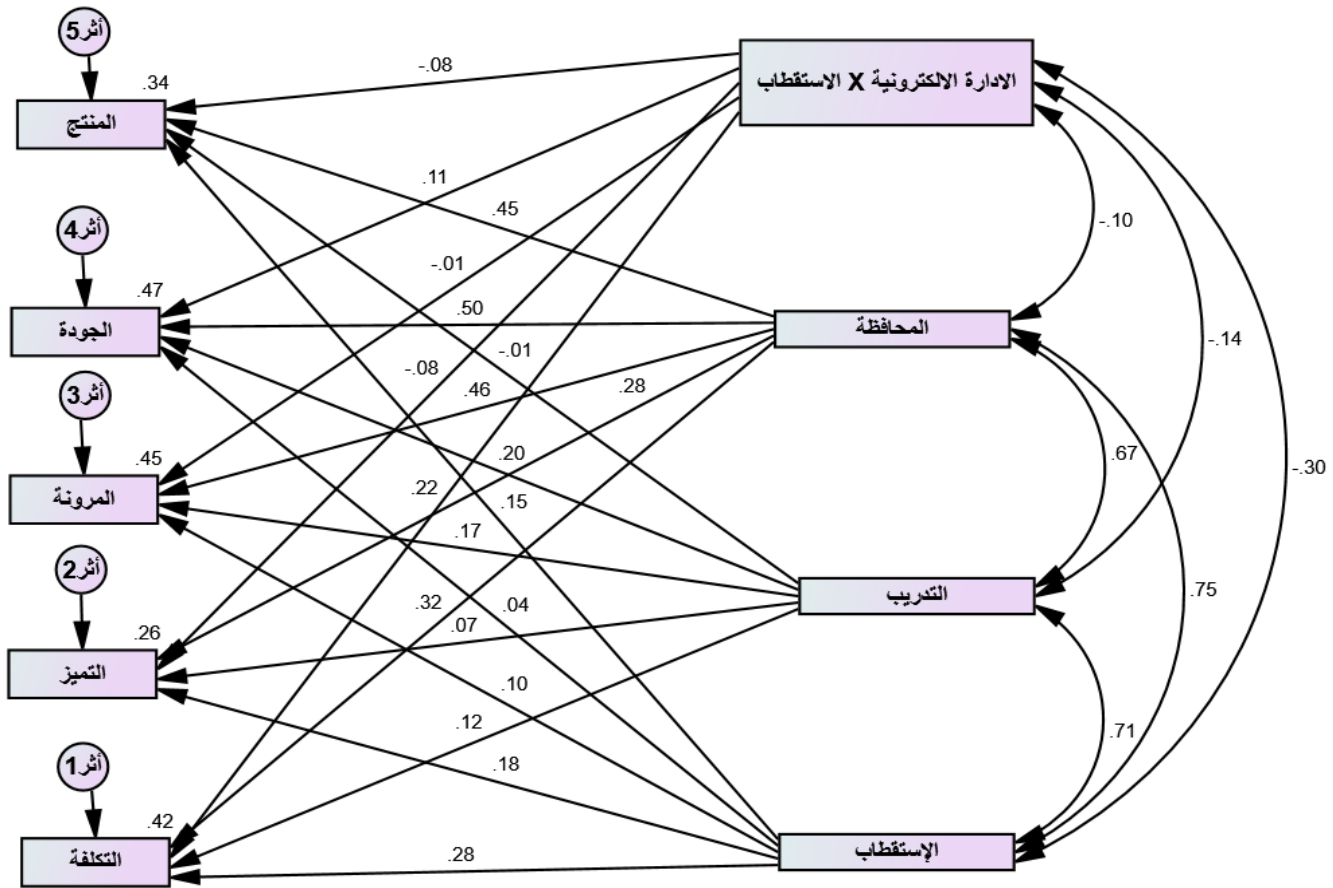 أثر5
.34
المنتج
-.08
الادارة الالكترونية X الاستقطاب
أثر4
.11
.45
-.10
.47
الجودة
-.01
.50
المحافظة
-.14
أثر3
-.08
-.01
.46
.28
.45
المرونة
.20
.67
-.30
.22
.15
.17
أثر2
.26
التميز
.32
.04
.07
التدريب
.75
.10
.12
.71
أثر1
.18
.42
التكلفة
.28
الإستقطاب